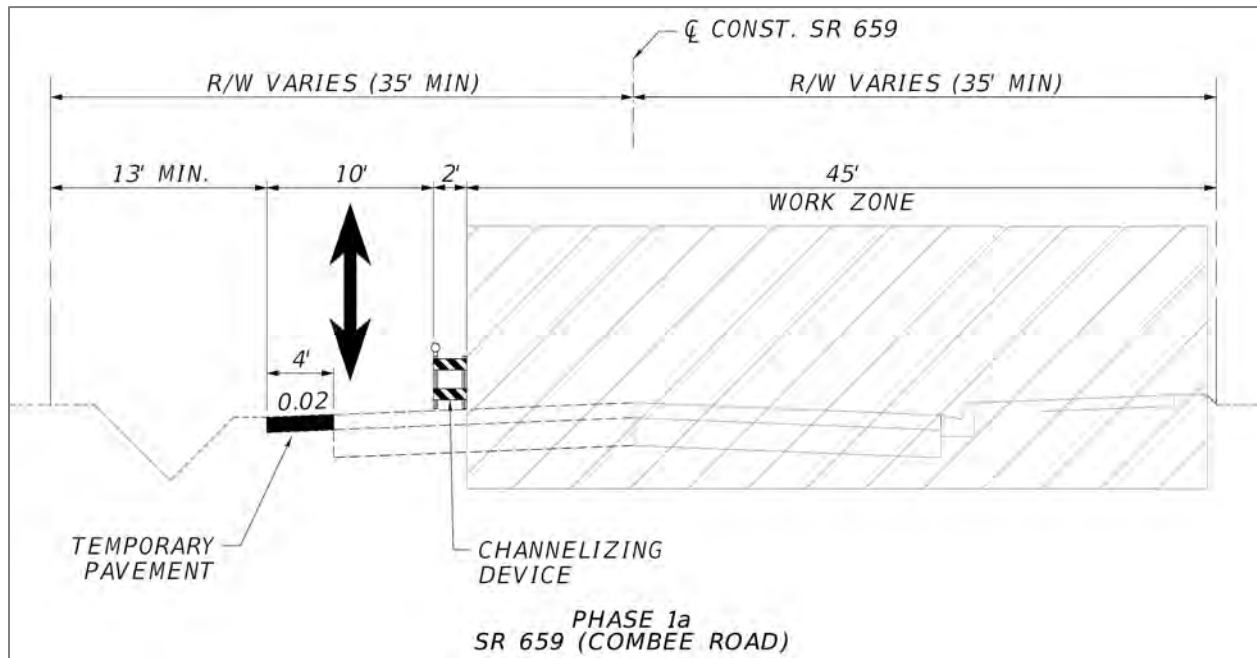 ℄ CONST. SR 659
R/W VARIES (35' MIN)
R/W VARIES (35' MIN)
13' MIN.
10'
2'
45'
WORK ZONE
4'
0.02
TEMPORARY
PAVEMENT
CHANNELIZING
DEVICE
PHASE 1a
SR 659 (COMBEE ROAD)